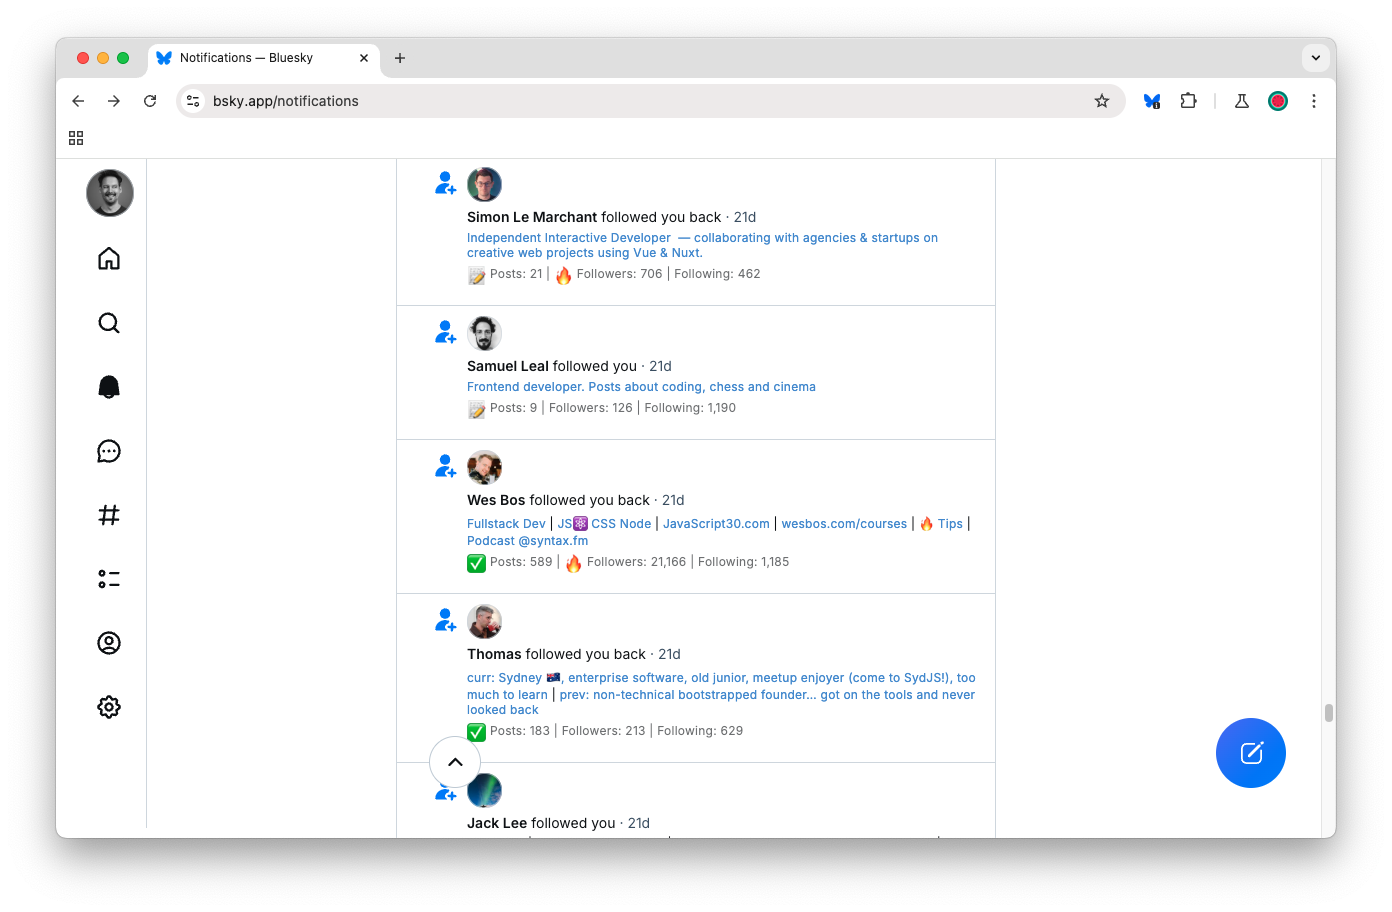 Notifications — Bluesky
bsky.app/notifications
Simon Le Marchant followed you back · 21d
Independent Interactive Developer — collaborating with agencies & startups on
creative web projects using Vue & Nuxt.
📝 Posts: 21 | 🔥 Followers: 706 | Following: 462
Samuel Leal followed you · 21d
Frontend developer. Posts about coding, chess and cinema
📝 Posts: 9 | Followers: 126 | Following: 1,190
Wes Bos followed you back · 21d
Fullstack Dev | JS⚛️ CSS Node | JavaScript30.com | wesbos.com/courses | 🔥 Tips |
Podcast @syntax.fm
✅ Posts: 589 | 🔥 Followers: 21,166 | Following: 1,185
Thomas followed you back · 21d
curr: Sydney 🇦🇺, enterprise software, old junior, meetup enjoyer (come to SydJS!), too
much to learn | prev: non-technical bootstrapped founder... got on the tools and never
looked back
✅ Posts: 183 | Followers: 213 | Following: 629
Jack Lee followed you · 21d